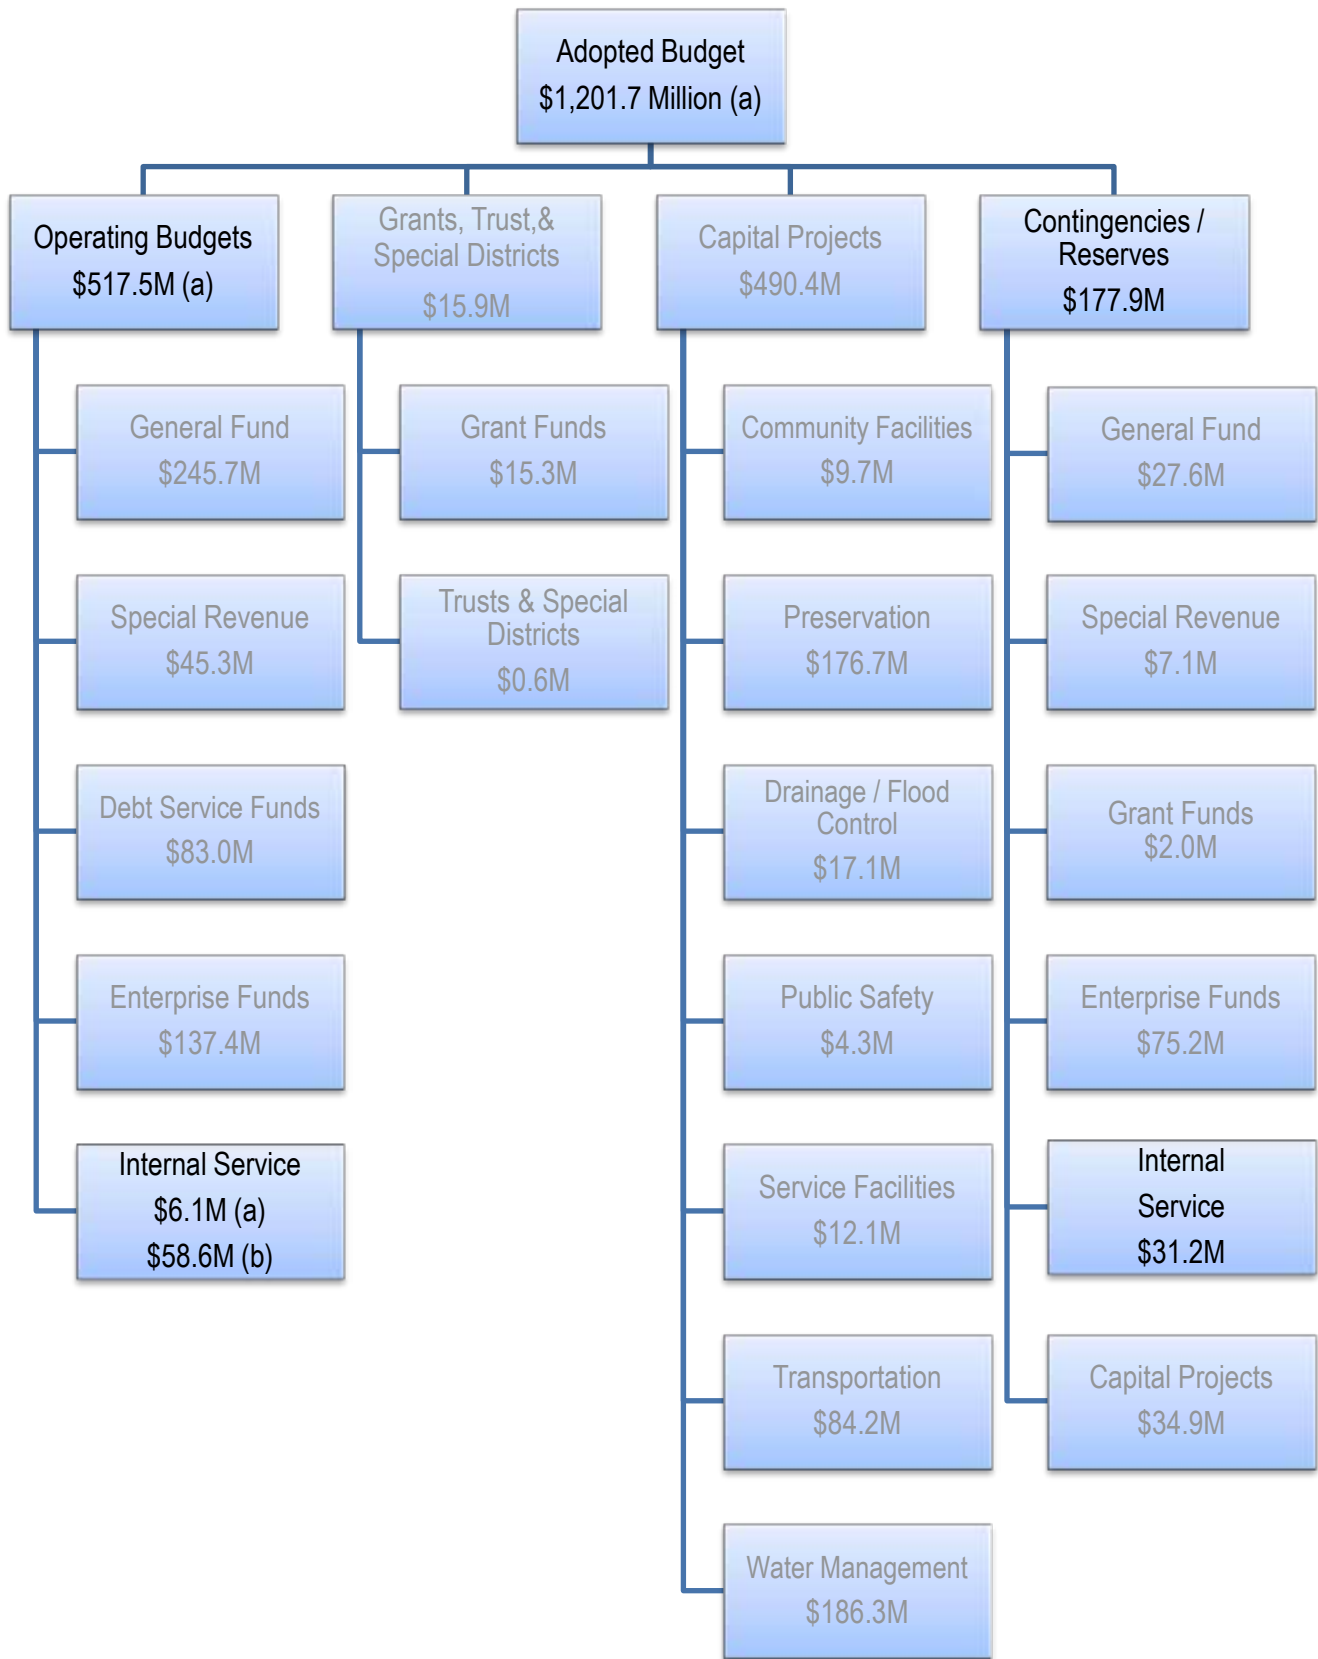 Adopted Budget
$1,201.7 Million (a)
Operating Budgets
$517.5M (a)
General Fund
$245.7M
Special Revenue
$45.3M
Debt Service Funds
$83.0M
Enterprise Funds
$137.4M
Internal Service
$6.1M (a)
$58.6M (b)
Grants, Trust,&
Special Districts
$15.9M
Grant Funds
$15.3M
Trusts & Special
Districts
$0.6M
Capital Projects
$490.4M
Community Facilities
$9.7M
Preservation
$176.7M
Drainage / Flood
Control
$17.1M
Public Safety
$4.3M
Service Facilities
$12.1M
Transportation
$84.2M
Water Management
$186.3M
Contingencies /
Reserves
$177.9M
General Fund
$27.6M
Special Revenue
$7.1M
Grant Funds
$2.0M
Enterprise Funds
$75.2M
Internal
Service
$31.2M
Capital Projects
$34.9M